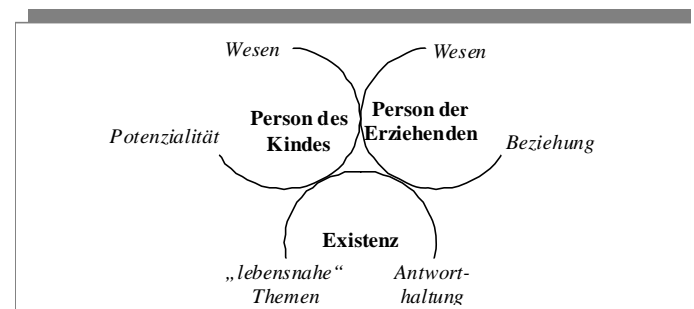 Wesen
Wesen
Person des
Kindes
Person der
Erziehenden
Potenzialität
Beziehung
Existenz
„lebensnahe“
Themen
Antwort-
haltung